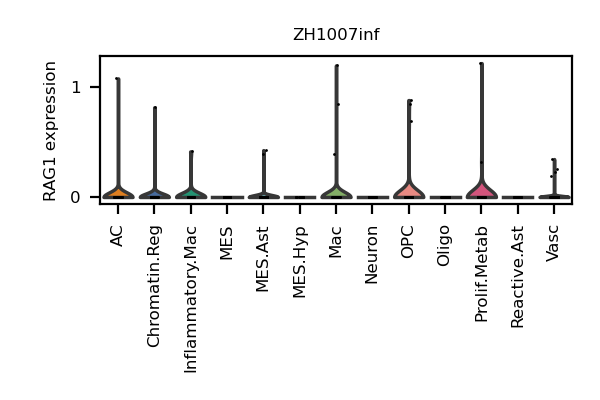 ZH1007inf
RAG1 expression
1
0
AC
Chromatin.Reg
Inflammatory.Mac
MES
MES.Ast
MES.Hyp
Mac
Neuron
OPC
Oligo
Prolif.Metab
Reactive.Ast
Vasc